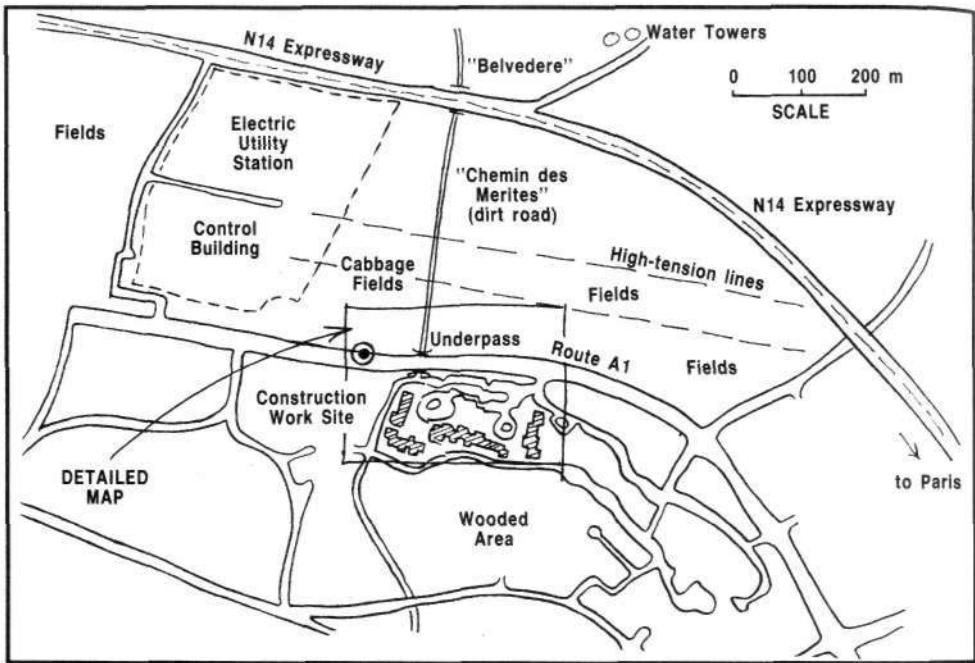 N14 Expressway
Water Towers
"Belvedere"
0 100 200 m
SCALE
Fields
Electric
Utility
Station
"Chemin des
Merites"
(dirt road)
N14 Expressway
Control
Building
High-tension lines
Cabbage
Fields
Fields
Underpass
Route A1
Fields
Construction
Work Site
DETAILED
MAP
to Paris
Wooded
Area